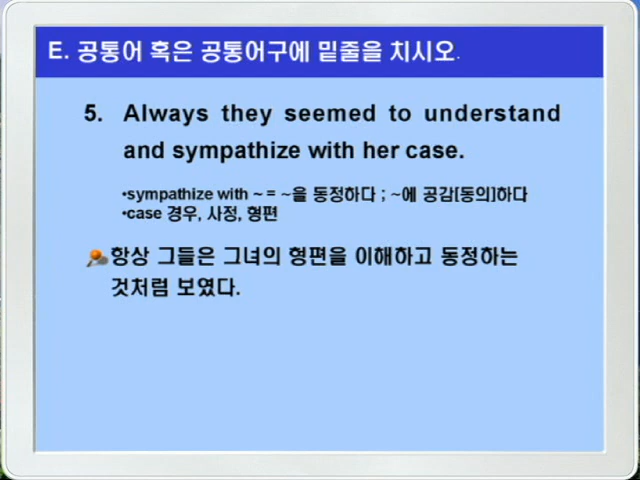 E. 공통어 혹은 공통어구에 밑줄을 치시오.
5. Always they seemed to understand
and sympathize with her case.
•sympathize with ~ = ~을 동정하다 ; ~에 공감[동의]하다
•case 경우, 사정, 형편
항상 그들은 그녀의 형편을 이해하고 동정하는
것처럼 보였다.